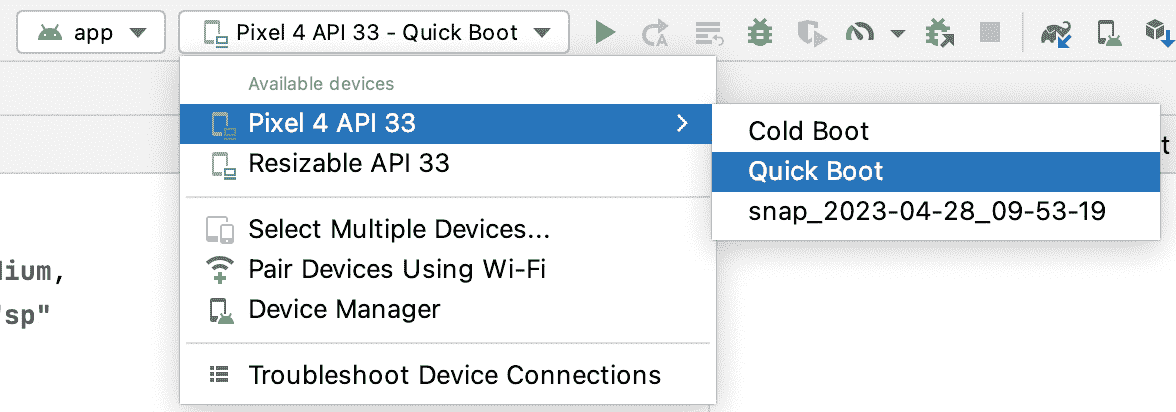 app
Pixel 4 API 33 - Quick Boot
Available devices
Pixel 4 API 33
Resizable API 33
Select Multiple Devices...
Pair Devices Using Wi-Fi
Device Manager
Troubleshoot Device Connections
Cold Boot
Quick Boot
snap_2023-04-28_09-53-19
dium,
"sp"
t